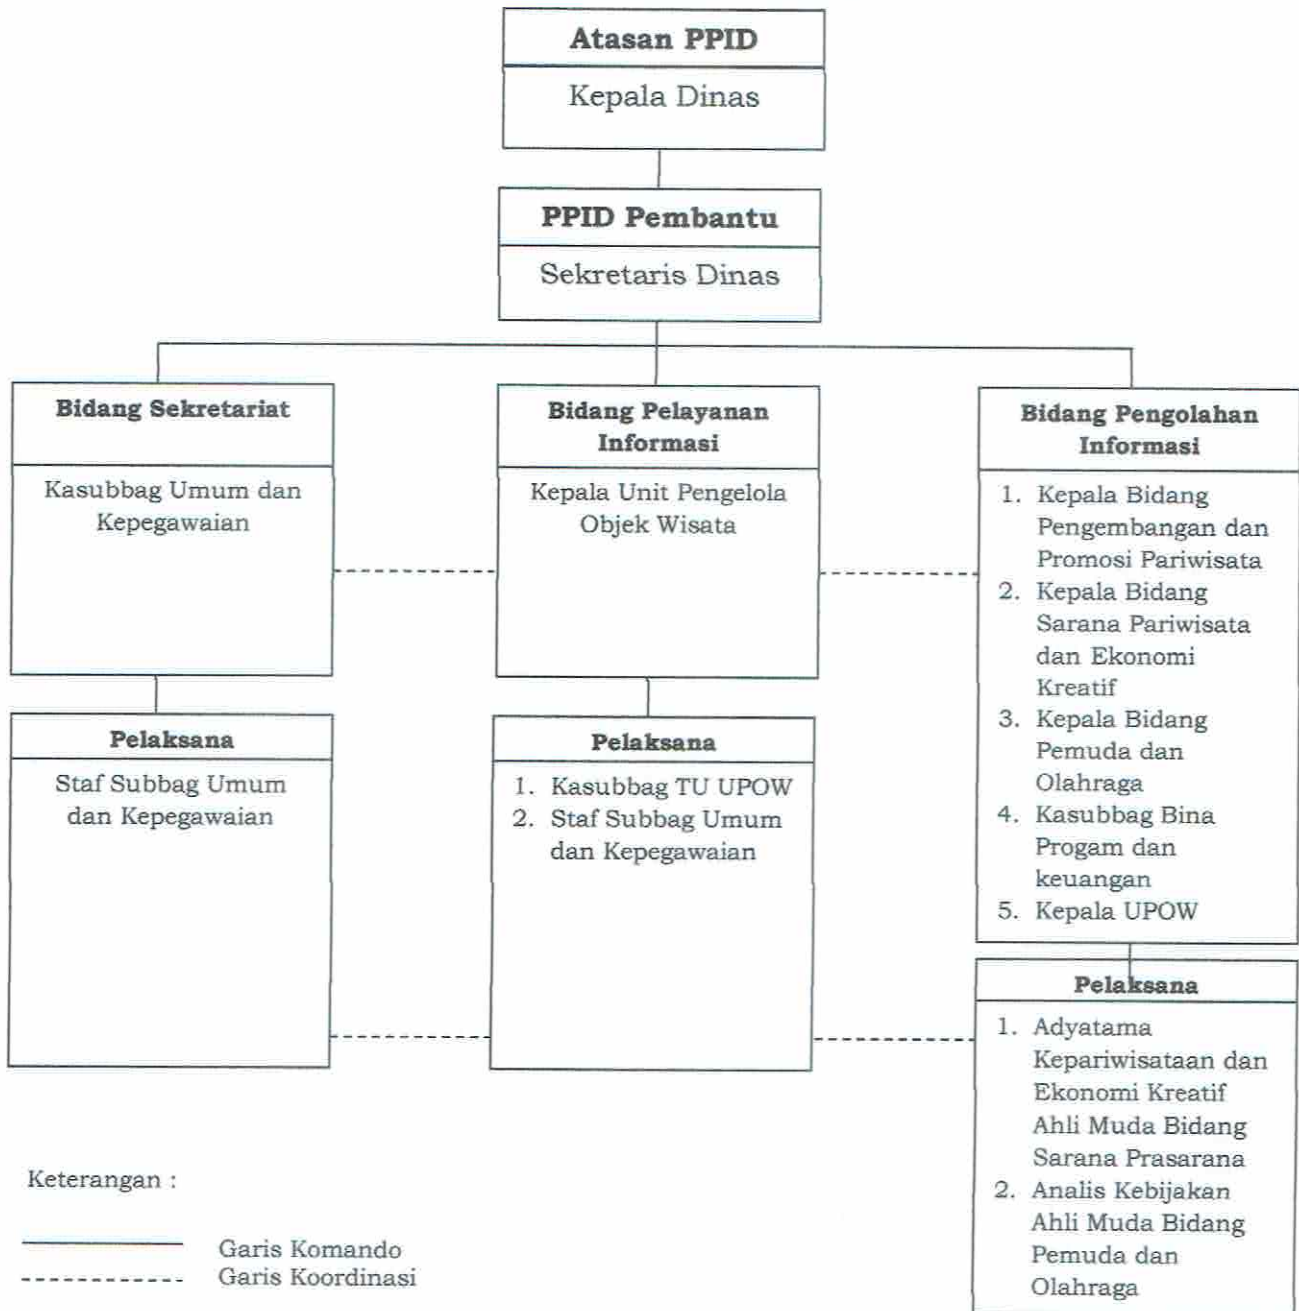 Atasan PPID
Kepala Dinas
PPID Pembantu
Sekretaris Dinas
Bidang Sekretariat
Kasubbag Umum dan
Kepegawaian
Bidang Pelayanan
Informasi
Kepala Unit Pengelola
Objek Wisata
Bidang Pengolahan
Informasi
1. Kepala Bidang
Pengembangan dan
Promosi Pariwisata
2. Kepala Bidang
Sarana Pariwisata
dan Ekonomi
Kreatif
3. Kepala Bidang
Pemuda dan
Olahraga
4. Kasubbag Bina
Progam dan
keuangan
5. Kepala UPOW
Pelaksana
Staf Subbag Umum
dan Kepegawaian
Pelaksana
1. Kasubbag TU UPOW
2. Staf Subbag Umum
dan Kepegawaian
Pelaksana
1. Adyatama
Kepariwisataan dan
Ekonomi Kreatif
Ahli Muda Bidang
Sarana Prasarana
2. Analis Kebijakan
Ahli Muda Bidang
Pemuda dan
Olahraga
Keterangan :
Garis Komando
Garis Koordinasi